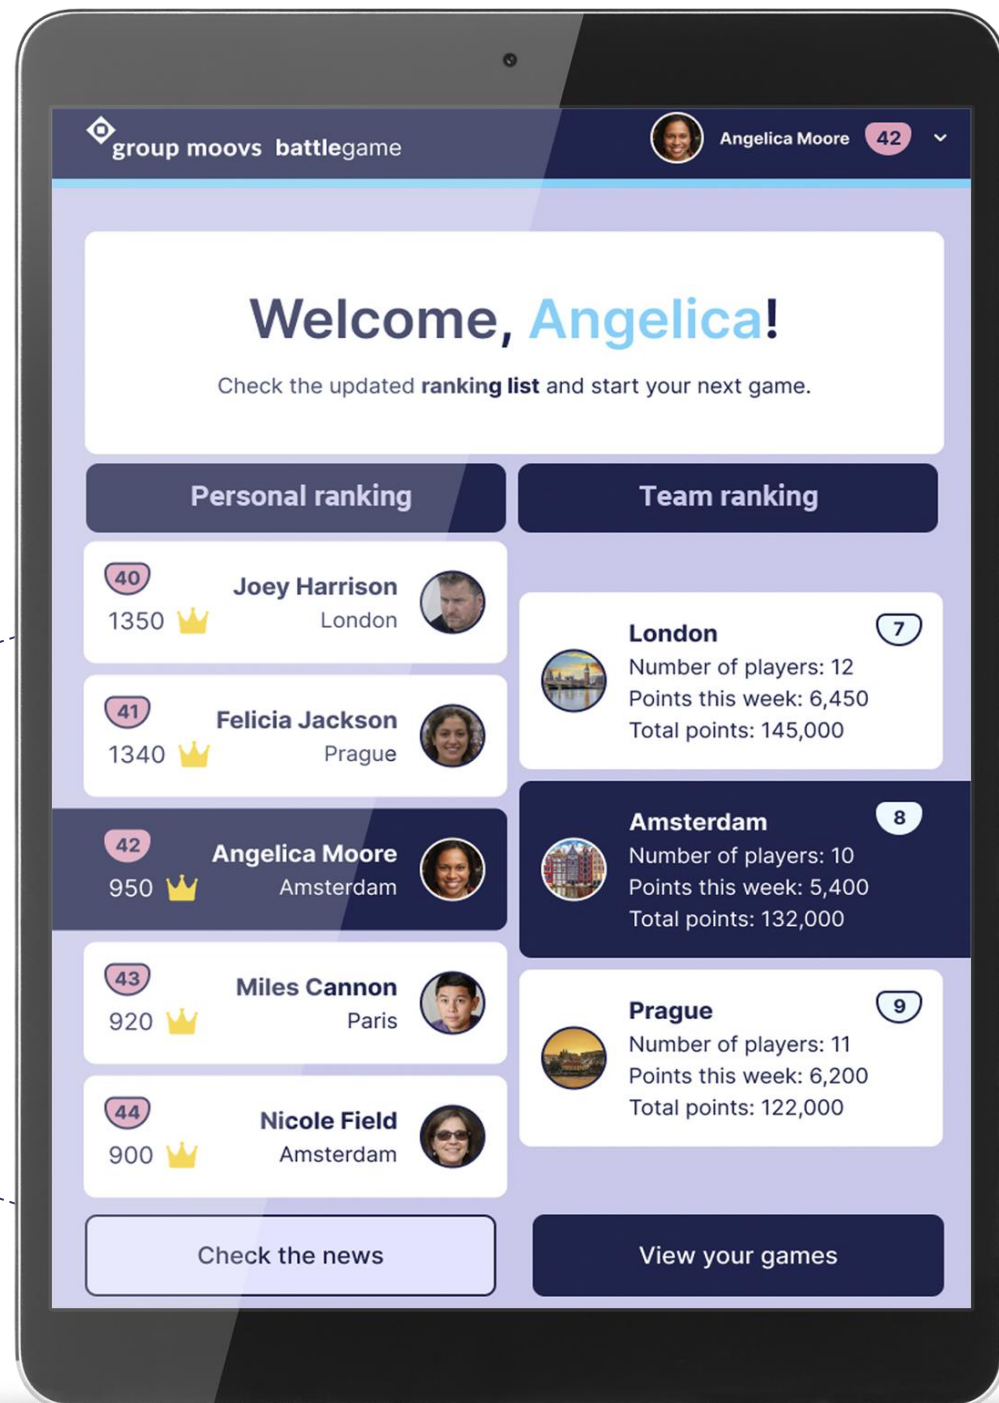 group moovs battlegame
Angelica Moore 42
Welcome, Angelica!
Check the updated ranking list and start your next game.
Personal ranking
40
Joey Harrison
1350
London
41
Felicia Jackson
1340
Prague
42
Angelica Moore
950
Amsterdam
43
Miles Cannon
920
Paris
44
Nicole Field
900
Amsterdam
Team ranking
London 7
Number of players: 12
Points this week: 6,450
Total points: 145,000
Amsterdam 8
Number of players: 10
Points this week: 5,400
Total points: 132,000
Prague 9
Number of players: 11
Points this week: 6,200
Total points: 122,000
Check the news
View your games